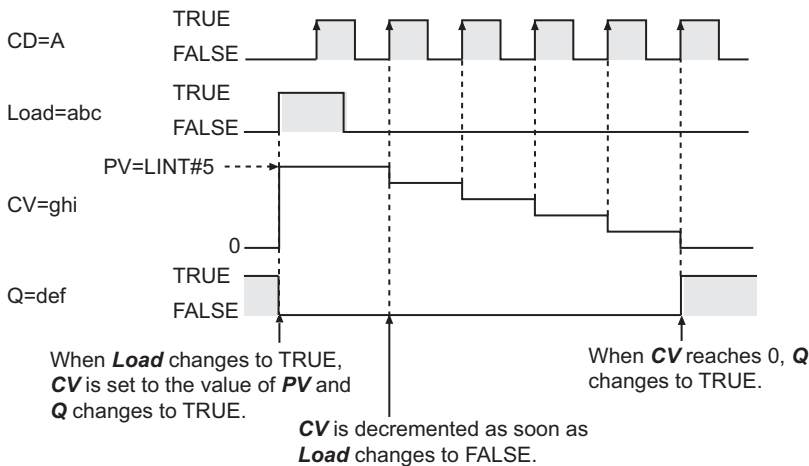 TRUE
CD=A
FALSE
TRUE
Load=abc
FALSE
PV=LINT#5
CV=ghi
0
TRUE
Q=def
FALSE
When Load changes to TRUE,
CV is set to the value of PV and
Q changes to TRUE.
CV is decremented as soon as
Load changes to FALSE.
When CV reaches 0, Q
changes to TRUE.